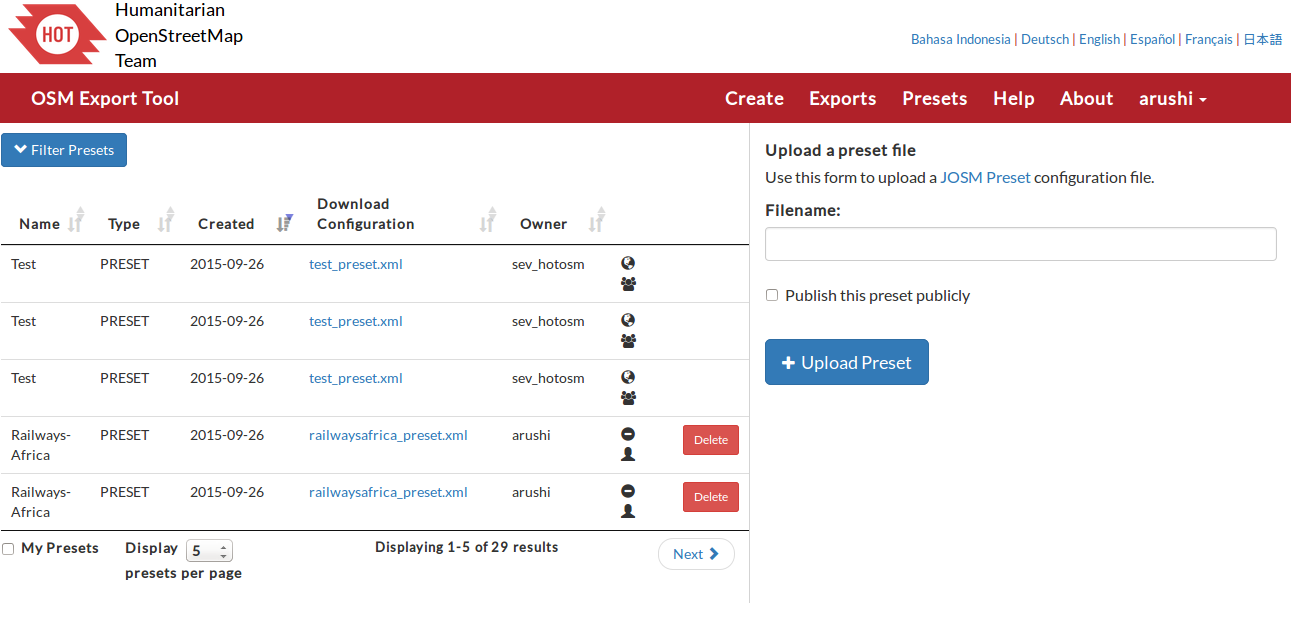 HOT
Humanitarian
OpenStreetMap
Team
Bahasa Indonesia | Deutsch | English | Español | Français | 日本語
OSM Export Tool
Create Exports Presets Help About arushi
Filter Presets
Name Type Created Download Configuration Owner
Test PRESET 2015-09-26 test_preset.xml sev_hotosm
Test PRESET 2015-09-26 test_preset.xml sev_hotosm
Test PRESET 2015-09-26 test_preset.xml sev_hotosm
Railways-
Africa PRESET 2015-09-26 railwaysafrica_preset.xml arushi Delete
Railways-
Africa PRESET 2015-09-26 railwaysafrica_preset.xml arushi Delete
My Presets
Display 5
presets per page
Displaying 1-5 of 29 results
Next
Upload a preset file
Use this form to upload a JOSM Preset configuration file.
Filename:
Publish this preset publicly
Upload Preset